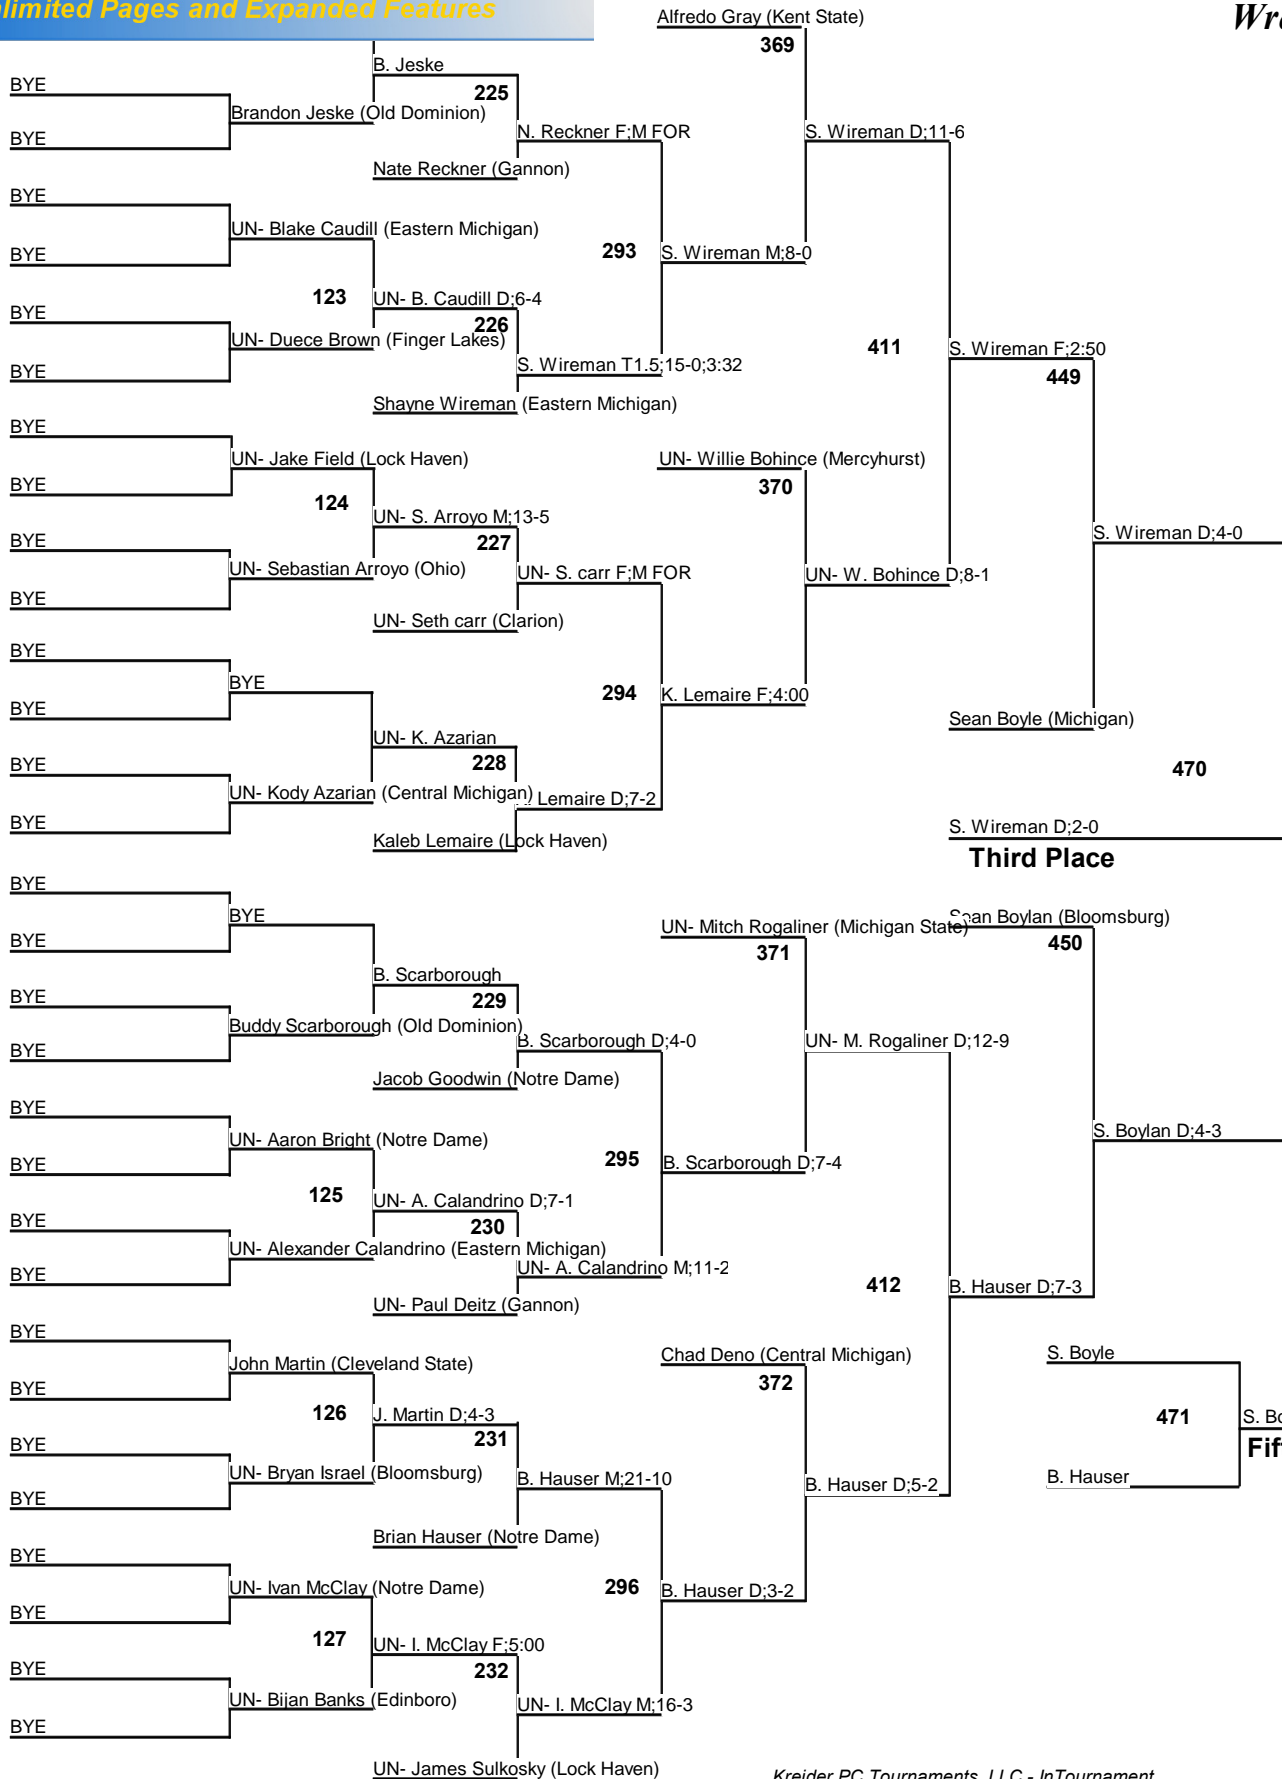 limited Pages and Expanded Features
Alfredo Gray (Kent State)
369
B. Jeske
BYE
225
Brandon Jeske (Old Dominion)
BYE
N. Reckner F;M FOR
S. Wireman D;11-6
Nate Reckner (Gannon)
BYE
UN- Blake Caudill (Eastern Michigan)
BYE
293
S. Wireman M;8-0
123
UN- B. Caudill D;6-4
BYE
226
UN- Duece Brown (Finger Lakes)
411
S. Wireman F;2:50
BYE
S. Wireman T1.5;15-0;3:32
449
Shayne Wireman (Eastern Michigan)
BYE
UN- Jake Field (Lock Haven)
UN- Willie Bohince (Mercyhurst)
BYE
370
124
UN- S. Arroyo M;13-5
S. Wireman D;4-0
BYE
227
UN- Sebastian Arroyo (Ohio)
UN- S. carr F;M FOR
UN- W. Bohince D;8-1
BYE
UN- Seth carr (Clarion)
BYE
BYE
294
K. Lemaire F;4:00
BYE
Sean Boyle (Michigan)
UN- K. Azarian
BYE
228
470
UN- Kody Azarian (Central Michigan)
Lemaire D;7-2
BYE
S. Wireman D;2-0
Kaleb Lemaire (Lock Haven)
Third Place
BYE
BYE
UN- Mitch Rogaliner (Michigan State)
Sean Boylan (Bloomsburg)
BYE
371
450
B. Scarborough
BYE
229
Buddy Scarborough (Old Dominion)
B. Scarborough D;4-0
UN- M. Rogaliner D;12-9
BYE
Jacob Goodwin (Notre Dame)
BYE
UN- Aaron Bright (Notre Dame)
S. Boylan D;4-3
BYE
295
B. Scarborough D;7-4
125
UN- A. Calandrino D;7-1
BYE
230
UN- Alexander Calandrino (Eastern Michigan)
UN- A. Calandrino M;11-2
BYE
412
B. Hauser D;7-3
UN- Paul Deitz (Gannon)
BYE
John Martin (Cleveland State)
Chad Deno (Central Michigan)
S. Boyle
BYE
372
126
J. Martin D;4-3
471
S. Bo
BYE
231
UN- Bryan Israel (Bloomsburg)
B. Hauser M;21-10
B. Hauser D;5-2
B. Hauser
BYE
Brian Hauser (Notre Dame)
BYE
UN- Ivan McClay (Notre Dame)
296
B. Hauser D;3-2
BYE
127
UN- I. McClay F;5:00
BYE
232
UN- Bijan Banks (Edinboro)
UN- I. McClay M;16-3
BYE
UN- James Sulkosky (Lock Haven)
Kreider PC Tournaments, LLC - InTournament